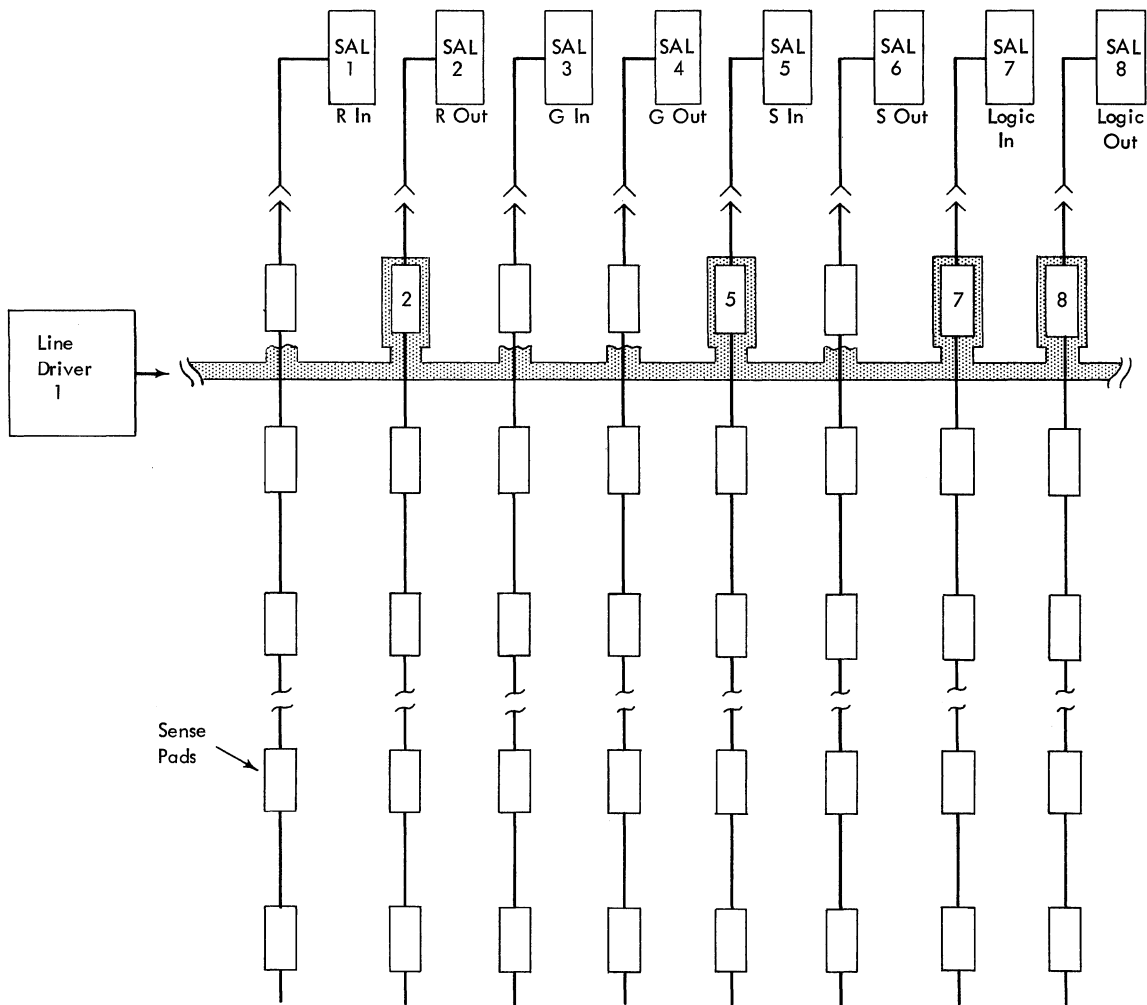 SAL
1
R In
SAL
2
R Out
SAL
3
G In
SAL
4
G Out
SAL
5
S In
SAL
6
S Out
SAL
7
Logic
In
SAL
8
Logic
Out
2
5
7
8
Line
Driver
1
Sense
Pads